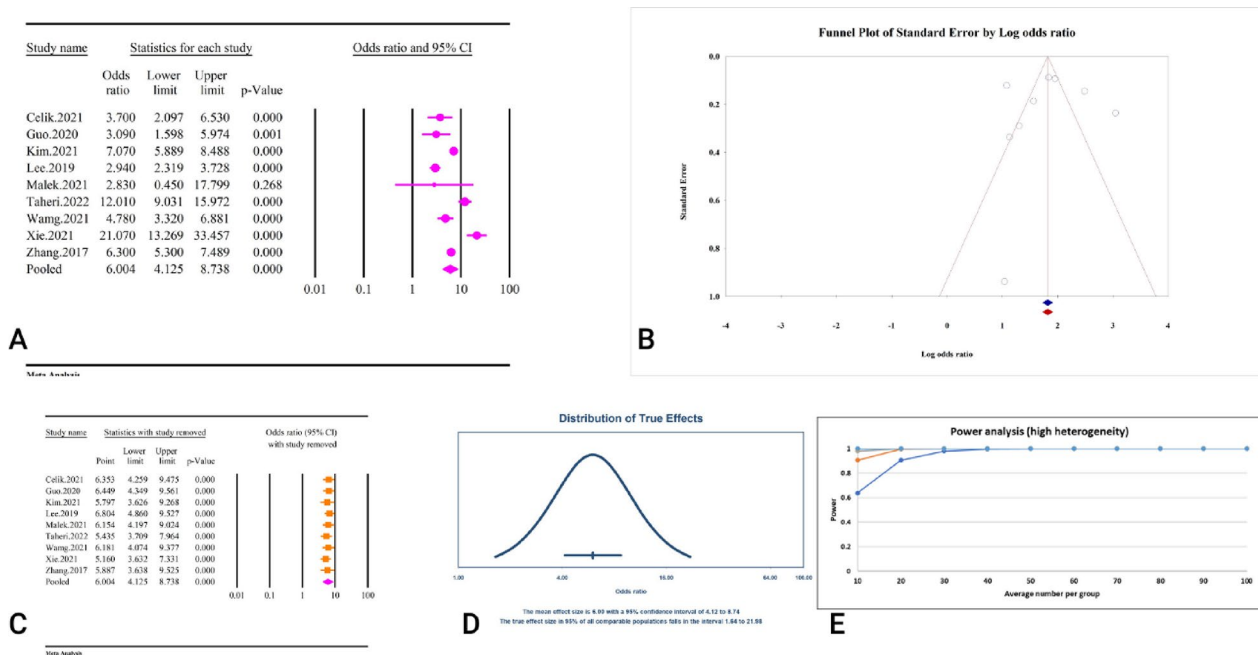 Study name Statistics for each study Odds ratio and 95% CI
Odds ratio Lower limit Upper limit p-Value
Celik.2021 3.700 2.097 6.530 0.000
Guo.2020 3.090 1.598 5.974 0.001
Kim.2021 7.070 5.889 8.488 0.000
Lee.2019 2.940 2.319 3.728 0.000
Malek.2021 2.830 0.450 17.799 0.268
Taheri.2022 12.010 9.031 15.972 0.000
Wamg.2021 4.780 3.320 6.881 0.000
Xie.2021 21.070 13.269 33.457 0.000
Zhang.2017 6.300 5.300 7.489 0.000
Pooled 6.004 4.125 8.738 0.000
0.01 0.1 1 10 100
A
Meta Analysis
Funnel Plot of Standard Error by Log odds ratio
Standard Error
0.0
0.2
0.4
0.6
0.8
1.0
-4 -3 -2 -1 0 1 2 3 4
Log odds ratio
B
Study name Statistics with study removed Odds ratio (95% CI) with study removed
Point Lower limit Upper limit p-Value
Celik.2021 6.353 4.259 9.475 0.000
Guo.2020 6.449 4.349 9.561 0.000
Kim.2021 5.797 3.626 9.268 0.000
Lee.2019 6.804 4.860 9.527 0.000
Malek.2021 6.154 4.197 9.024 0.000
Taheri.2022 5.435 3.709 7.964 0.000
Wamg.2021 6.181 4.074 9.377 0.000
Xie.2021 5.160 3.632 7.331 0.000
Zhang.2017 5.887 3.638 9.525 0.000
Pooled 6.004 4.125 8.738 0.000
0.01 0.1 1 10 100
C
Meta Analysis
Distribution of True Effects
1.00 4.00 16.00 64.00 100.00
Odds ratio
The mean effect size is 6.00 with a 95% confidence interval of 4.12 to 8.74
The true effect size in 95% of all comparable populations falls in the interval 1.64 to 21.98
D
Power analysis (high heterogeneity)
Power
1
0.8
0.6
0.4
0.2
0
10 20 30 40 50 60 70 80 90 100
Average number per group
E